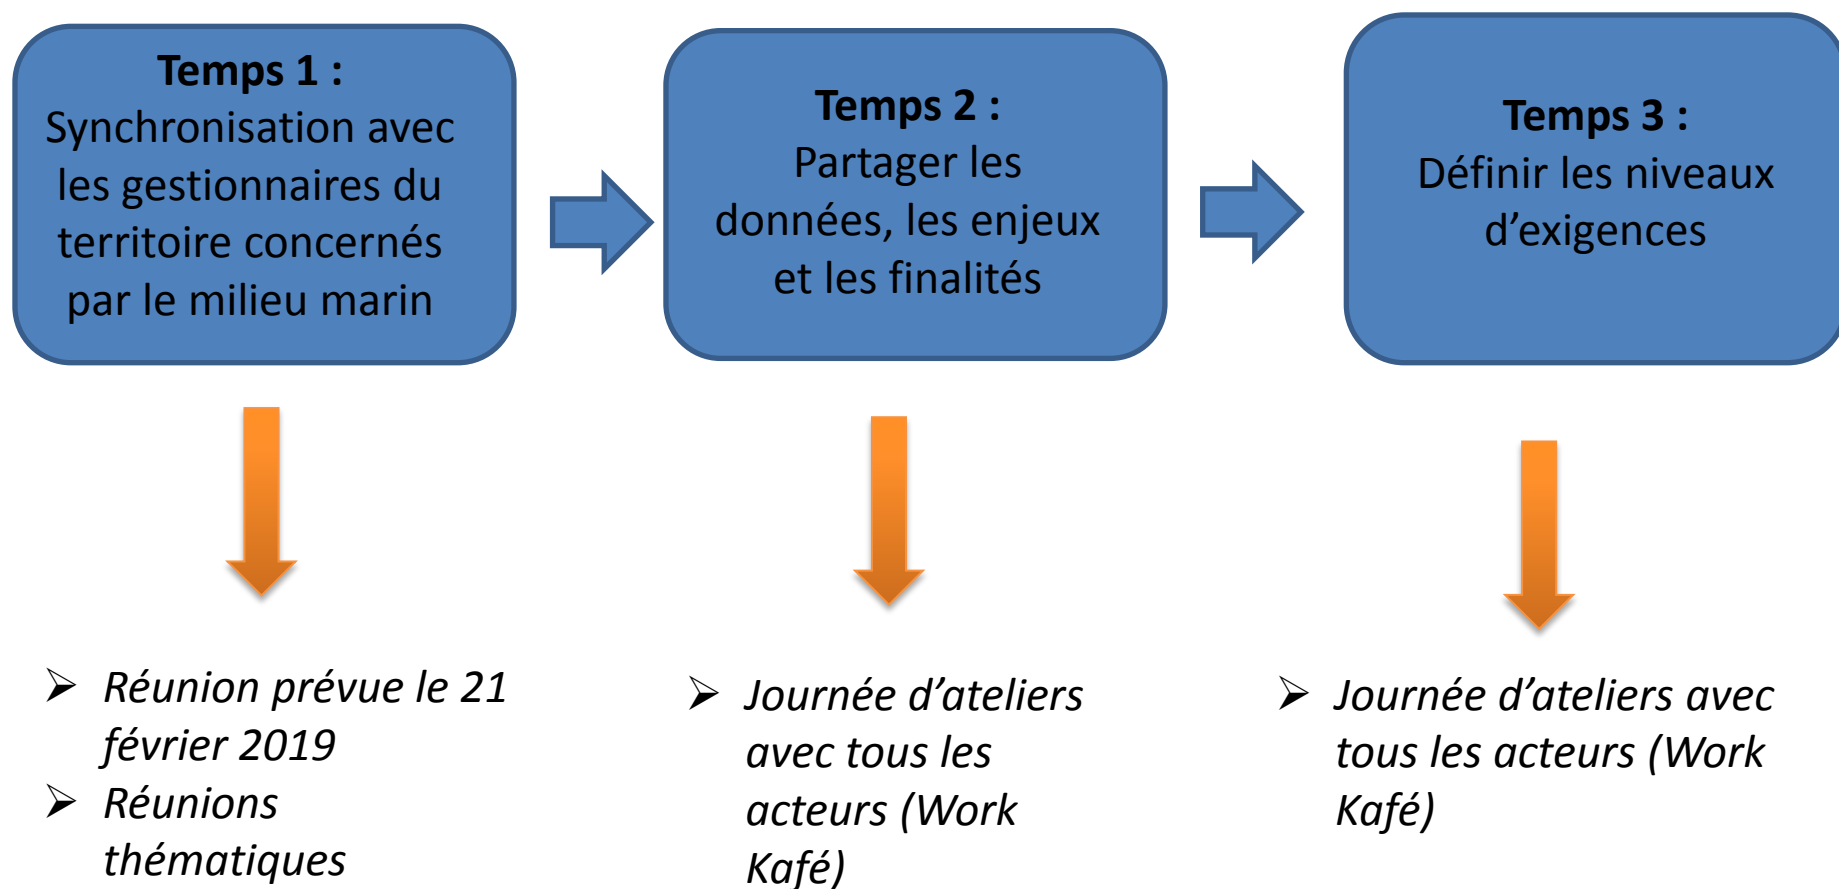 Temps 1 :
Synchronisation avec
les gestionnaires du
territoire concernés
par le milieu marin
Temps 2 :
Partager les
données, les enjeux
et les finalités
Temps 3 :
Définir les niveaux
d’exigences
➢ Réunion prévue le 21
février 2019
➢ Réunions
thématiques
➢ Journée d’ateliers
avec tous les
acteurs (Work
Kafé)
➢ Journée d’ateliers avec
tous les acteurs (Work
Kafé)